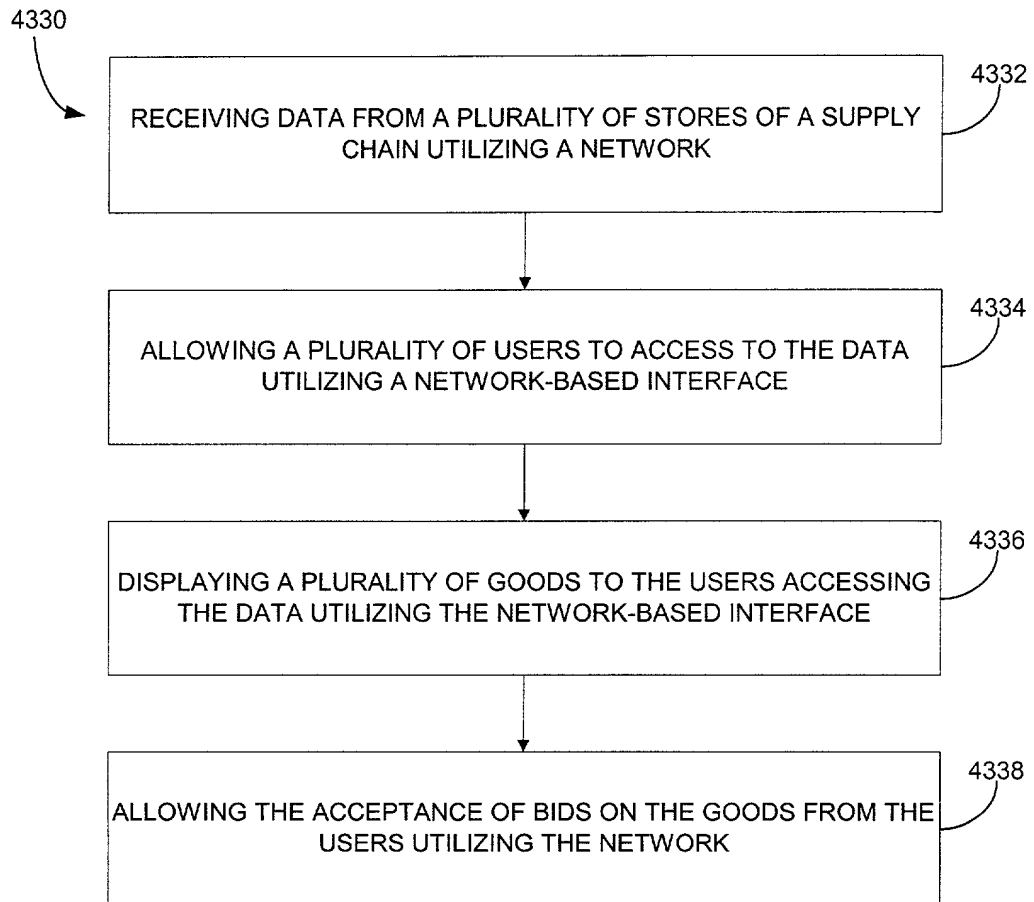 4330
4332
RECEIVING DATA FROM A PLURALITY OF STORES OF A SUPPLY
CHAIN UTILIZING A NETWORK
4334
ALLOWING A PLURALITY OF USERS TO ACCESS TO THE DATA
UTILIZING A NETWORK-BASED INTERFACE
4336
DISPLAYING A PLURALITY OF GOODS TO THE USERS ACCESSING
THE DATA UTILIZING THE NETWORK-BASED INTERFACE
4338
ALLOWING THE ACCEPTANCE OF BIDS ON THE GOODS FROM THE
USERS UTILIZING THE NETWORK